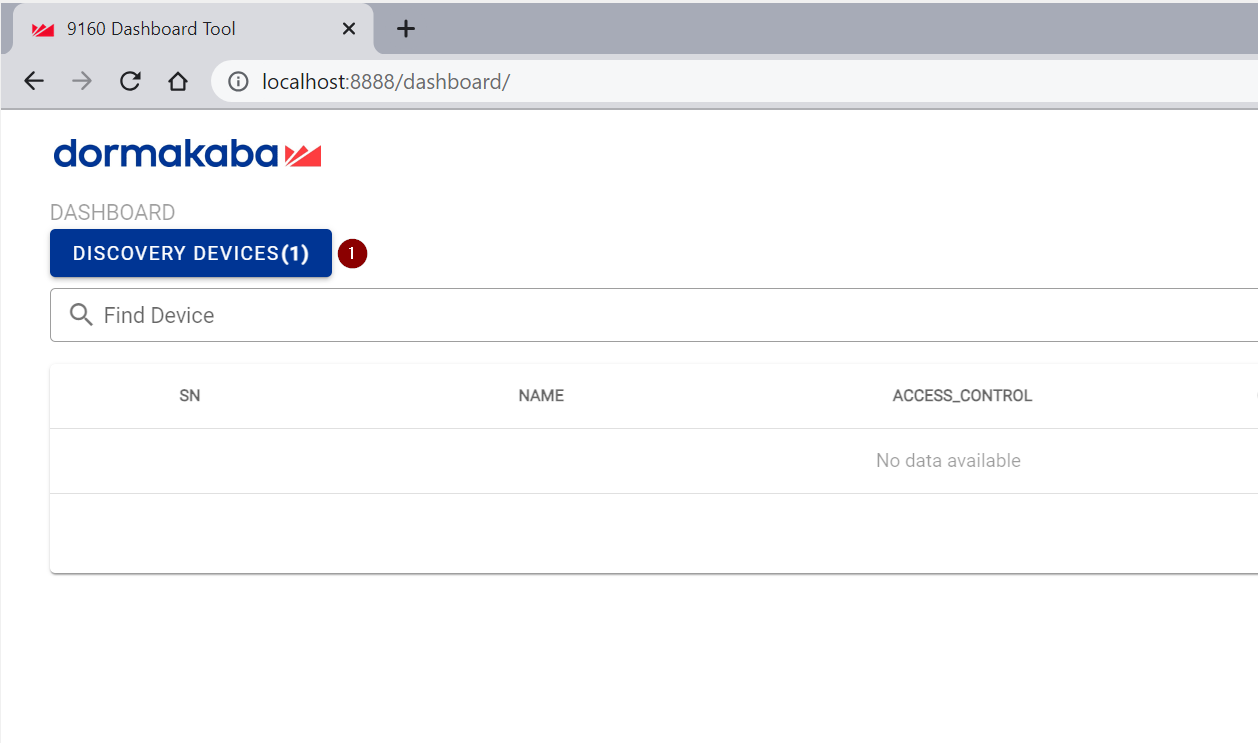 9160 Dashboard Tool
localhost:8888/dashboard/
dormakaba
DASHBOARD
DISCOVERY DEVICES(1) 1
Find Device
SN NAME ACCESS_CONTROL
No data available